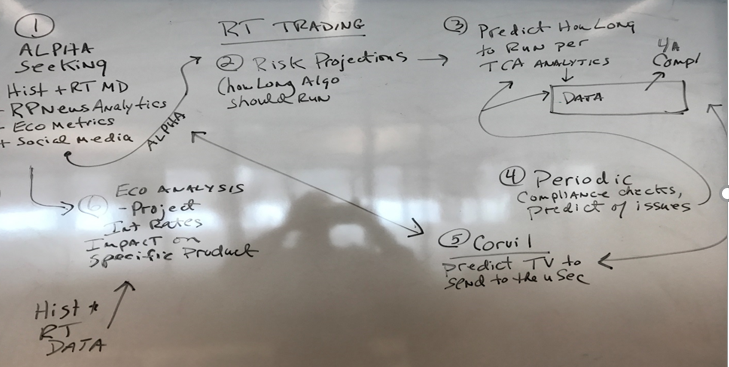 RT TRADING
①
ALPHA
Seeking
Hist + RT MD
- RPNews Analytics
- Eco Metrics
+ Social Media
ALPHA
② Risk Projections
(how Long Algo
should Run
③ Predict How Long
to Run per
TCA ANALYTICS
4A
Compl
DATA
④ Periodic
Compliance checks,
predict of issues
⑤ Corvil
predict TV to
send to the uSec
⑥ Eco ANALYSIS
- Project
Int Rates
Impact on
Specific Product
Hist +
RT
DATA